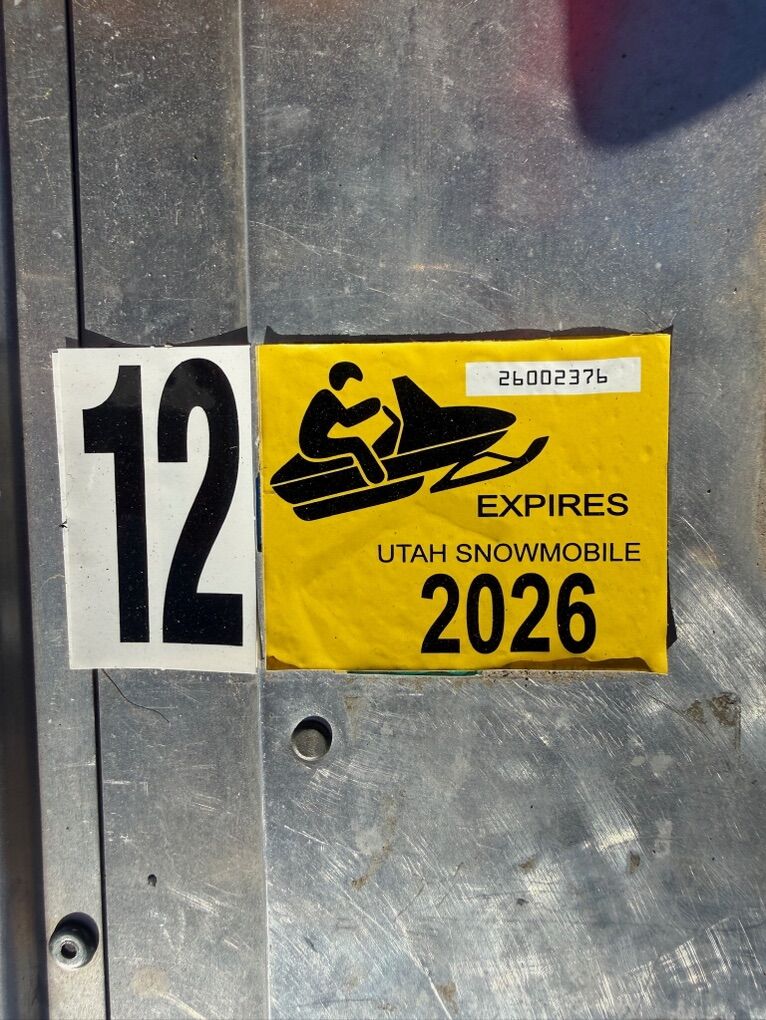 12
26002376
EXPIRES
UTAH SNOWMOBILE
2026